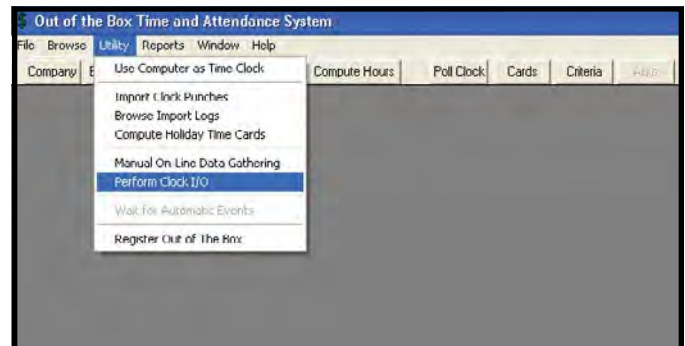 Out of the Box Time and Attendance System
File Browse Utility Reports Window Help
Company E Compute Hours Poll Clock Cards Criteria
Use Computer as Time Clock
Import Clock Punches
Browse Import Logs
Compute Holiday Time Cards
Manual On Line Data Gathering
Perform Clock I/O
Wait for Automatic Events
Register Out of The Box